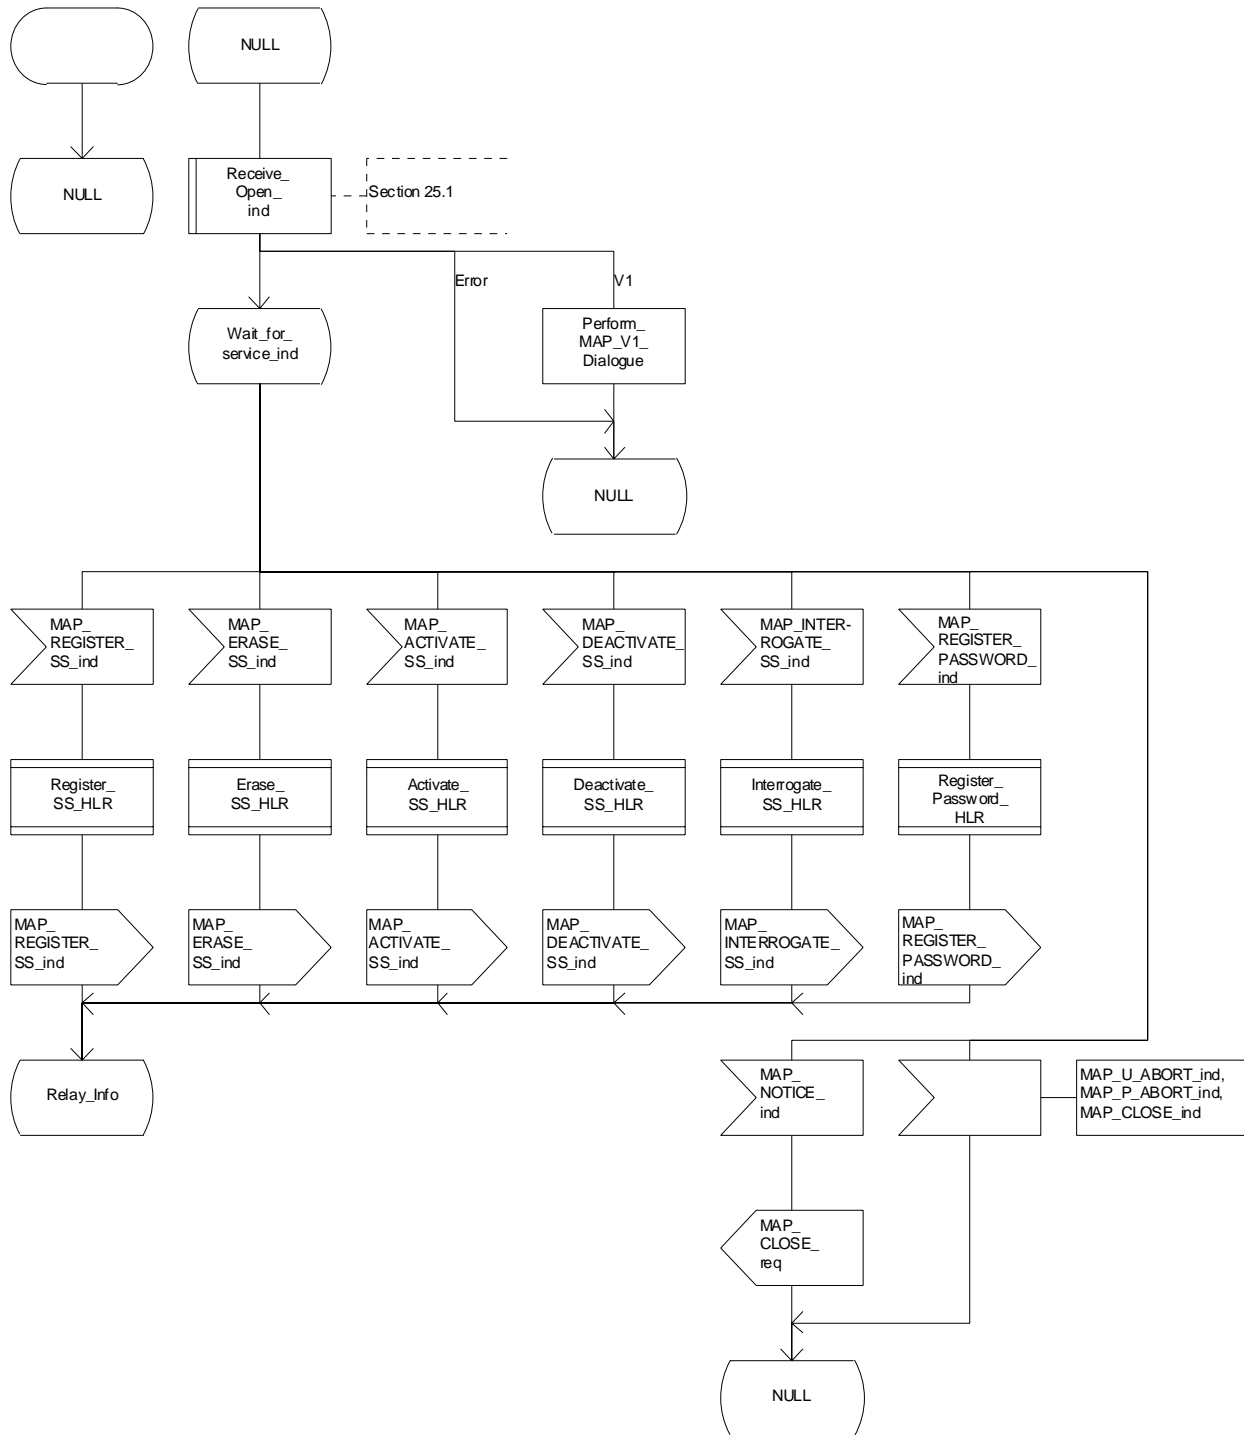 NULL
NULL
Receive_
Open_
ind
Section 25.1
Error
V1
Wait_for_
service_ind
Perform_
MAP_V1_
Dialogue
NULL
MAP_
REGISTER_
SS_ind
MAP_
ERASE_
SS_ind
MAP_
ACTIVATE_
SS_ind
MAP_
DEACTIVATE_
SS_ind
MAP_INTER-
ROGATE_
SS_ind
MAP_
REGISTER_
PASSWORD_
ind
Register_
SS_HLR
Erase_
SS_HLR
Activate_
SS_HLR
Deactivate_
SS_HLR
Interrogate_
SS_HLR
Register_
Password_
HLR
MAP_
REGISTER_
SS_ind
MAP_
ERASE_
SS_ind
MAP_
ACTIVATE_
SS_ind
MAP_
DEACTIVATE_
SS_ind
MAP_
INTERROGATE_
SS_ind
MAP_
REGISTER_
PASSWORD_
ind
Relay_Info
MAP_
NOTICE_
ind
MAP_U_ABORT_ind,
MAP_P_ABORT_ind,
MAP_CLOSE_ind
MAP_
CLOSE_
req
NULL